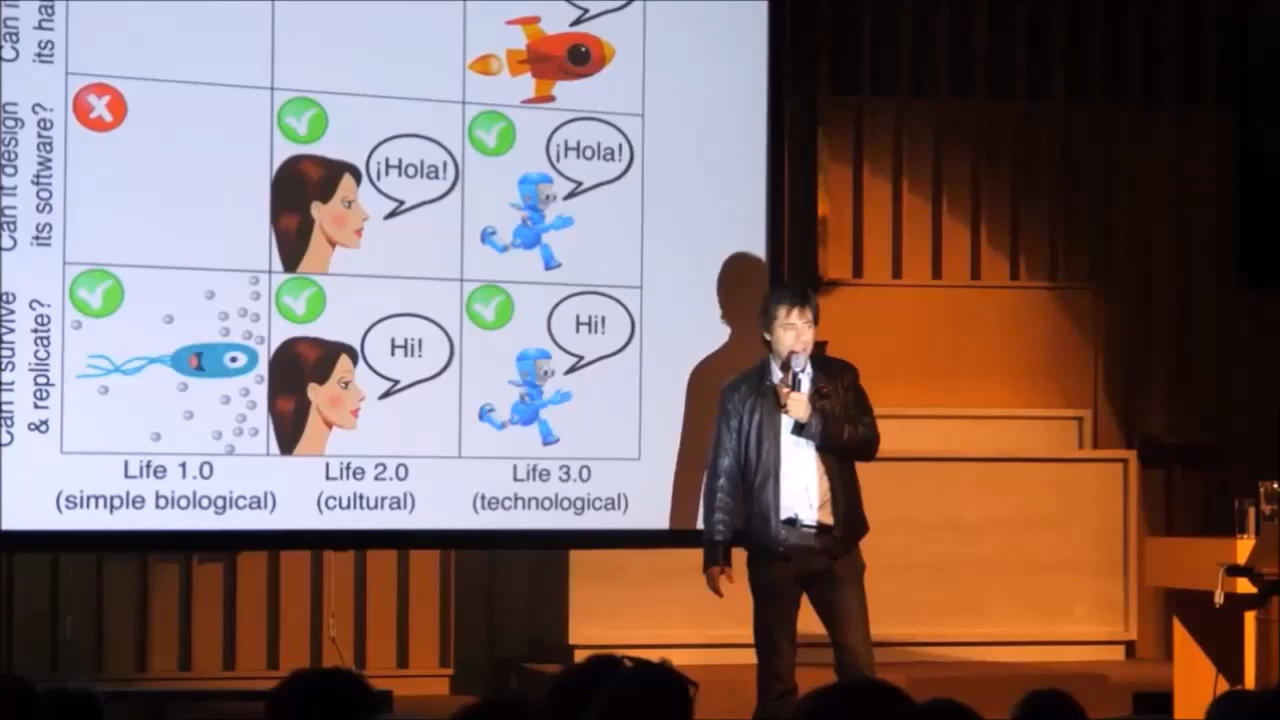 Can i
its ha
Can it design
its software?
¡Hola!
¡Hola!
Can it survive
& replicate?
Hi!
Hi!
Life 1.0
(simple biological)
Life 2.0
(cultural)
Life 3.0
(technological)